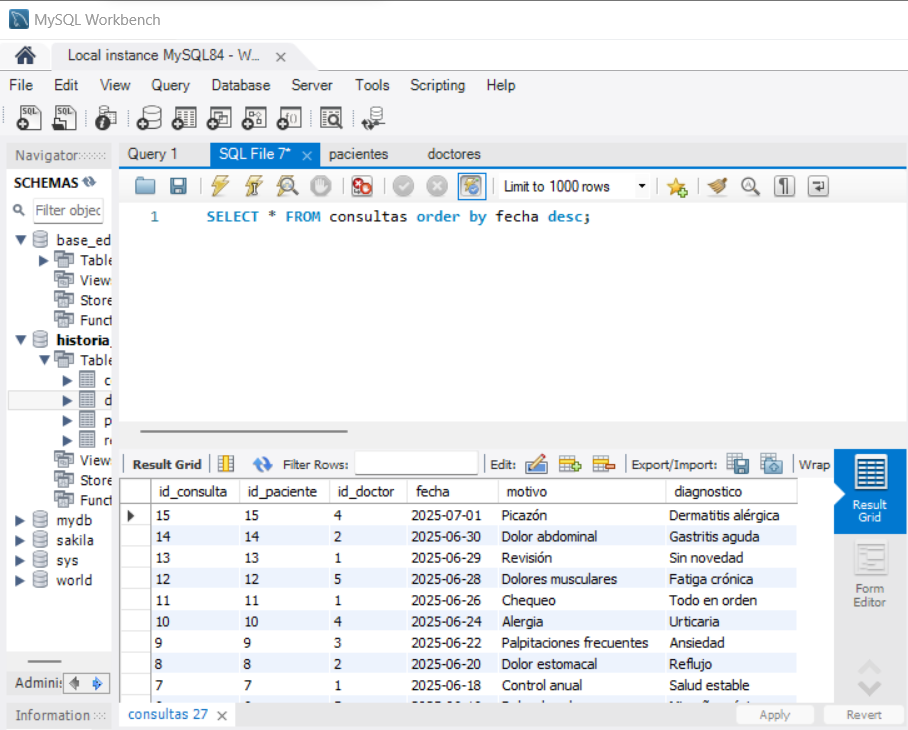 MySQL Workbench
Local instance MySQL84 - W...
File Edit View Query Database Server Tools Scripting Help
Navigator
Query 1 SQL File 7* pacientes doctores
SCHEMAS
Limit to 1000 rows
Filter objec
1 SELECT * FROM consultas order by fecha desc;
base_ed
Table
View
Store
Funct
historia_
Table
c
d
p
re
View
Store
Funct
mydb
sakila
sys
world
Result Grid Filter Rows: Edit: Export/Import: Wrap
id_consulta id_paciente id_doctor fecha motivo diagnostico
15 15 4 2025-07-01 Picazón Dermatitis alérgica
14 14 2 2025-06-30 Dolor abdominal Gastritis aguda
13 13 1 2025-06-29 Revisión Sin novedad
12 12 5 2025-06-28 Dolores musculares Fatiga crónica
11 11 1 2025-06-26 Chequeo Todo en orden
10 10 4 2025-06-24 Alergia Urticaria
9 9 3 2025-06-22 Palpitaciones frecuentes Ansiedad
8 8 2 2025-06-20 Dolor estomacal Reflujo
7 7 1 2025-06-18 Control anual Salud estable
Result
Grid
Form
Editor
Admini
Information
consultas 27
Apply Revert